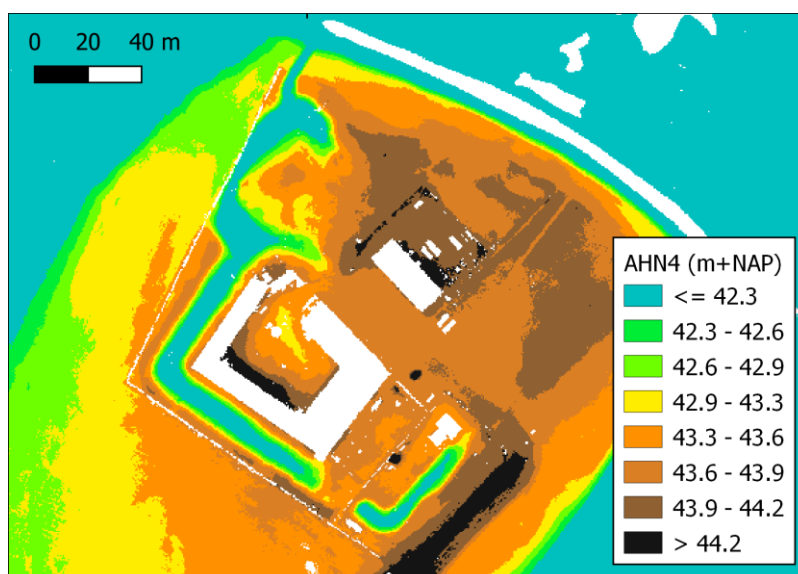 0 20 40 m
AHN4 (m+NAP)
<= 42.3
42.3 - 42.6
42.6 - 42.9
42.9 - 43.3
43.3 - 43.6
43.6 - 43.9
43.9 - 44.2
> 44.2